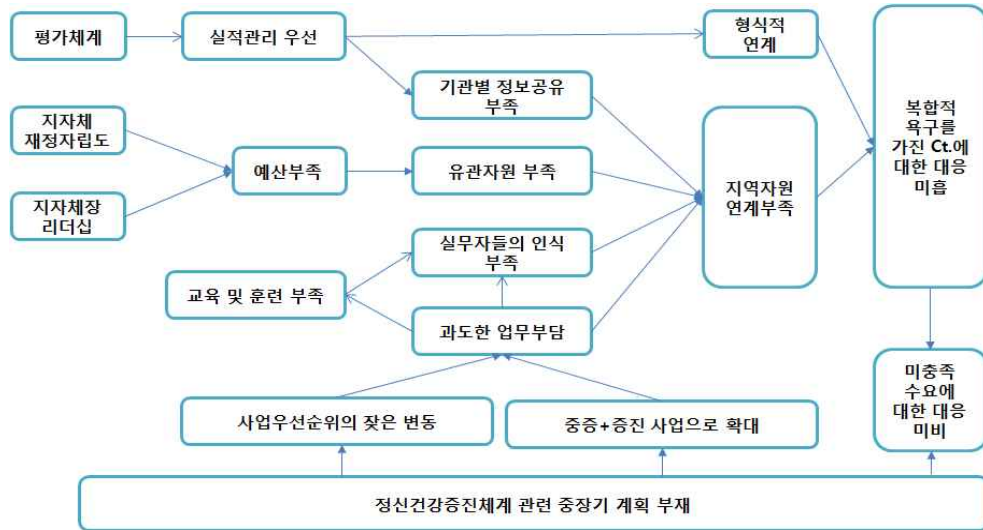 평가체계
실적관리 우선
형식적
연계
기관별 정보공유
부족
복합적
욕구를
가진 Ct.에
대한 대응
미흡
지자체
재정자립도
예산부족
유관자원 부족
지역자원
연계부족
지자체장
리더십
실무자들의 인식
부족
교육 및 훈련 부족
과도한 업무부담
미충족
수요에
대한 대응
미비
사업우선순위의 잦은 변동
중증+증진 사업으로 확대
정신건강증진체계 관련 중장기 계획 부재